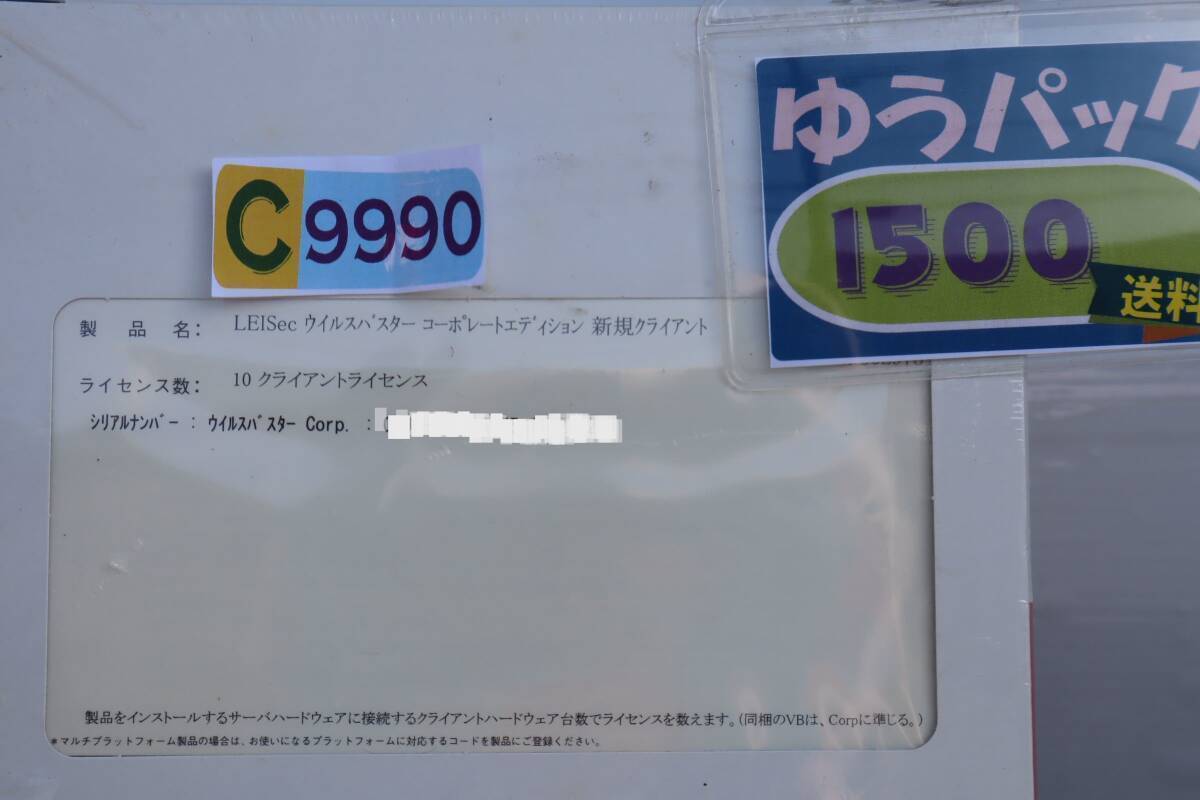 ゆうパック
C9990
1500
送料
製 品 名： LEISec ウイルスバスター コーポレートエディション 新規クライアント
ライセンス数： 10 クライアントライセンス
シリアルナンバー : ウイルスバスター Corp. :
製品をインストールするサーバハードウェアに接続するクライアントハードウェア台数でライセンスを数えます。(同梱のVBは、Corpに準じる。)
*マルチプラットフォーム製品の場合は、お使いになるプラットフォームに対応するコードを製品にご登録ください。